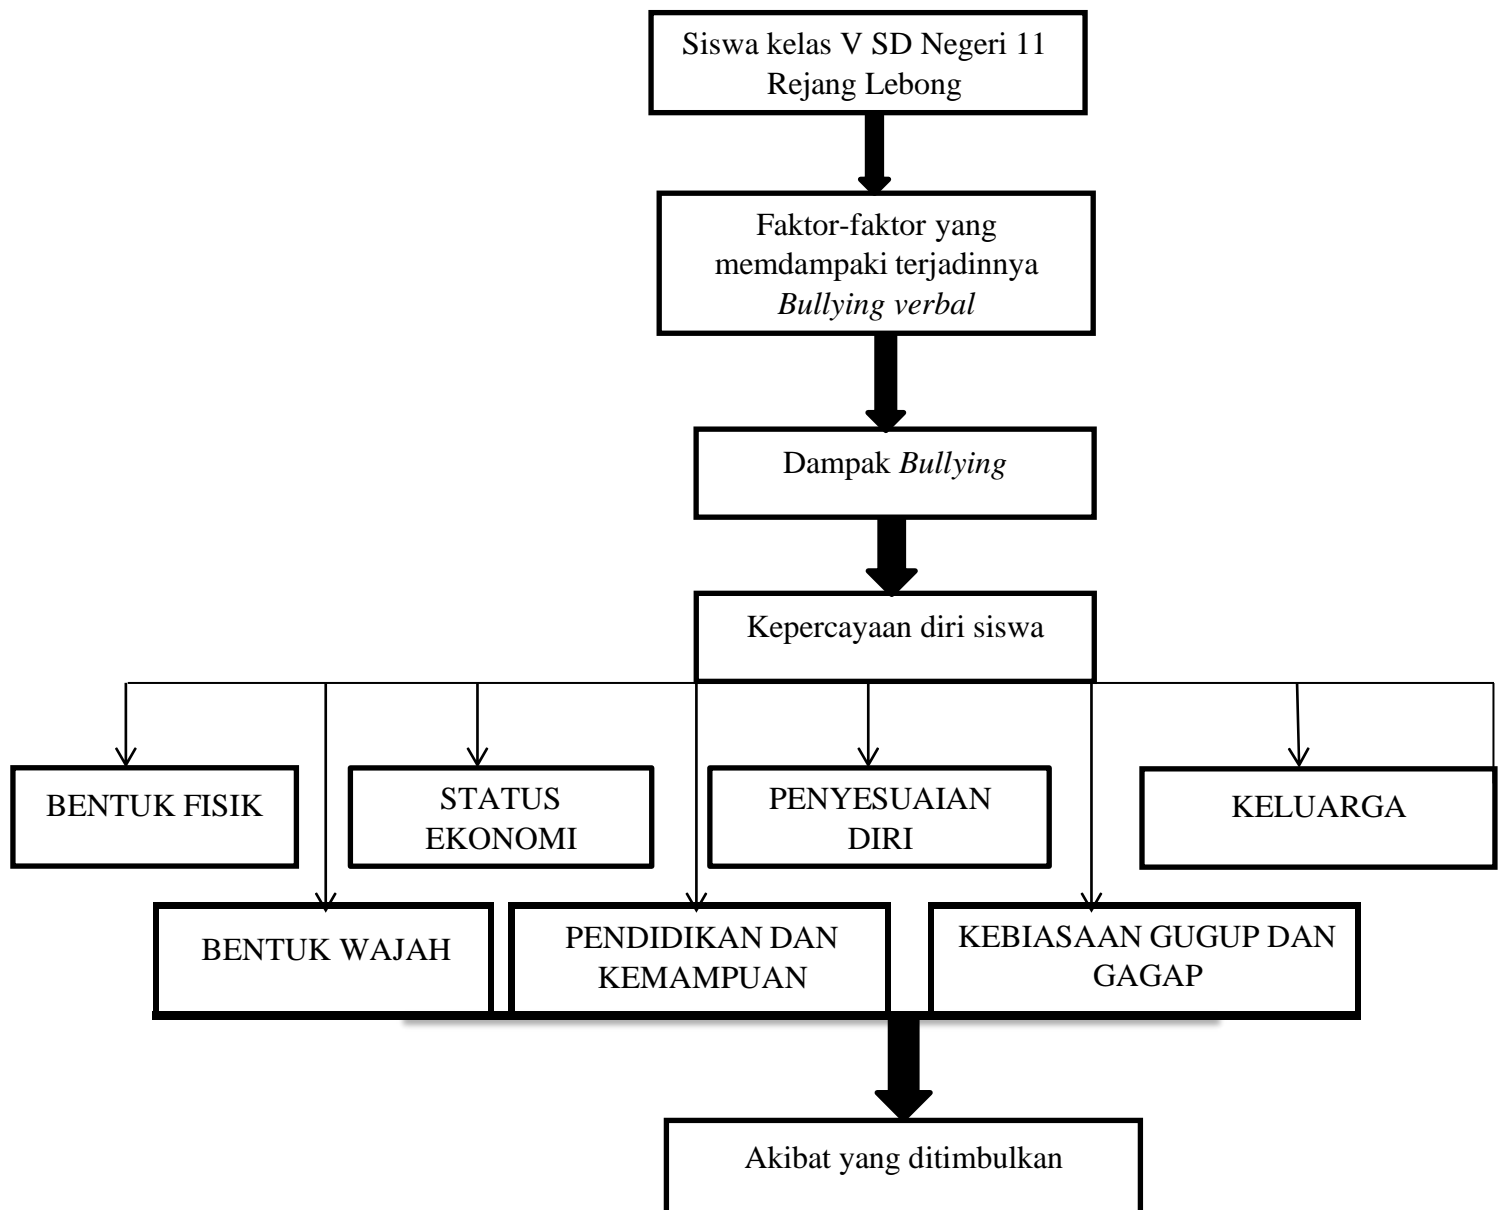 Siswa kelas V SD Negeri 11
Rejang Lebong
Faktor-faktor yang
memdampaki terjadinnya
Bullying verbal
Dampak Bullying
Kepercayaan diri siswa
BENTUK FISIK
STATUS
EKONOMI
PENYESUAIAN
DIRI
KELUARGA
BENTUK WAJAH
PENDIDIKAN DAN
KEMAMPUAN
KEBIASAAN GUGUP DAN
GAGAP
Akibat yang ditimbulkan